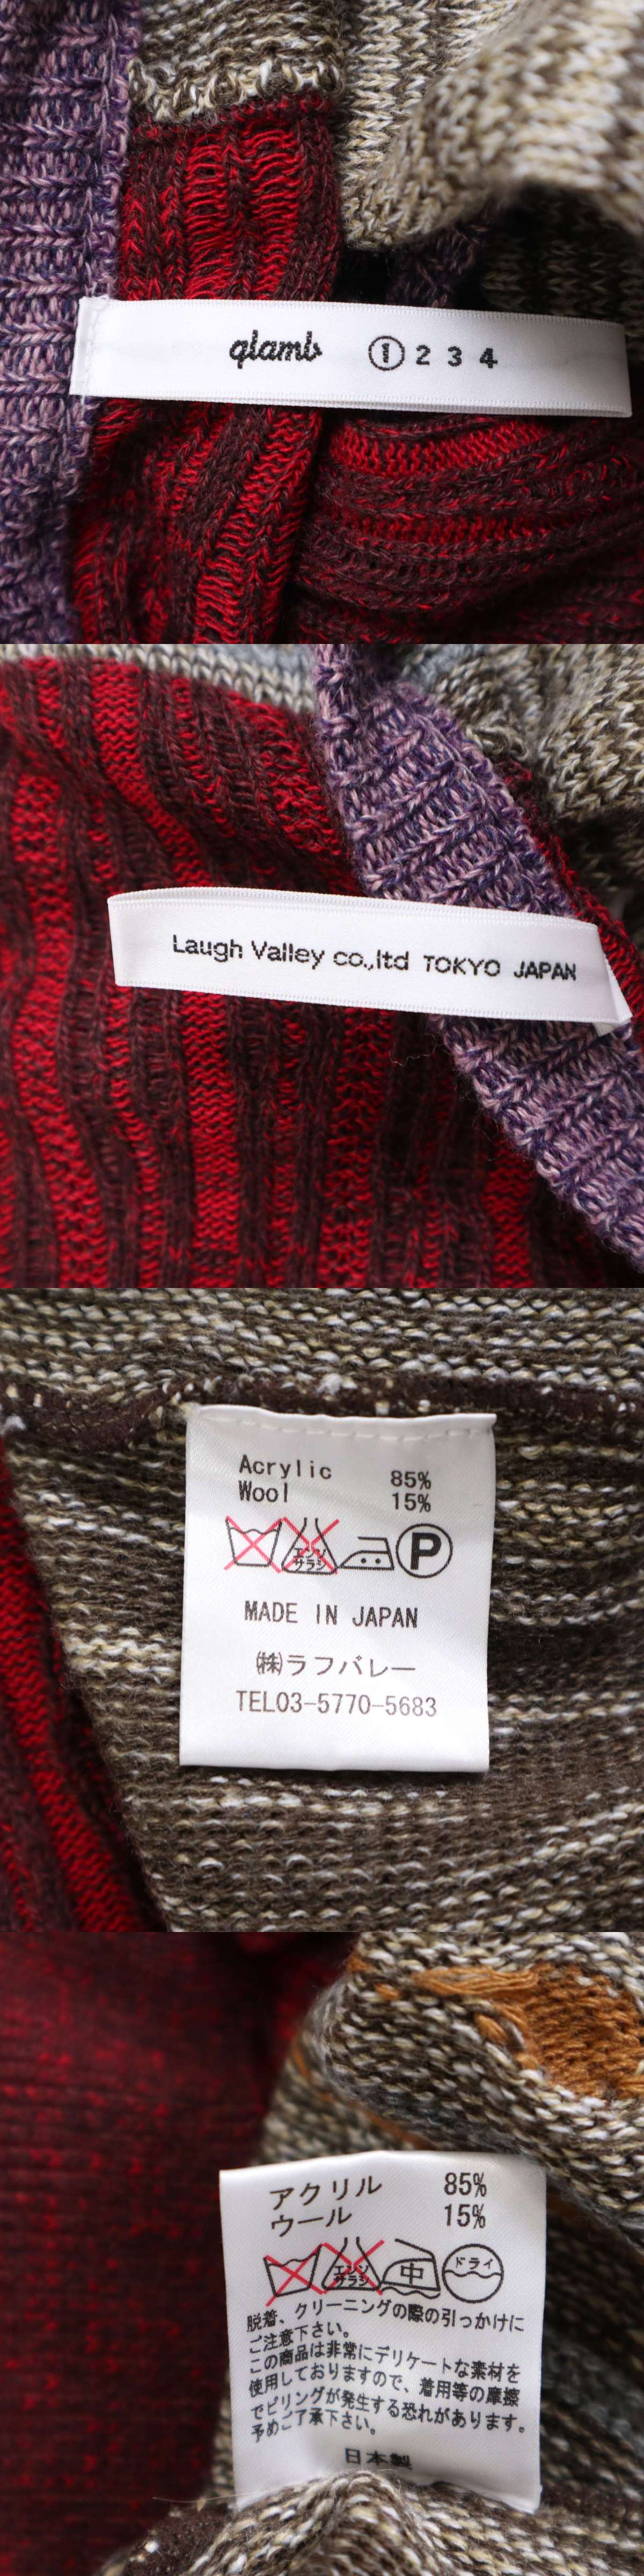 glamb ① 2 3 4
Laugh Valley co.,ltd TOKYO JAPAN
Acrylic 85%
Wool 15%
エンソ
サラシ
P
MADE IN JAPAN
㈱ラフバレー
TEL03-5770-5683
アクリル 85%
ウール 15%
エンソ
サラシ
中
ドライ
脱着、クリーニングの際の引っかけに
ご注意下さい。
この商品は非常にデリケートな素材を
使用しておりますので、着用等の摩擦
でピリングが発生する恐れがあります。
予めご了承下さい。
日本製